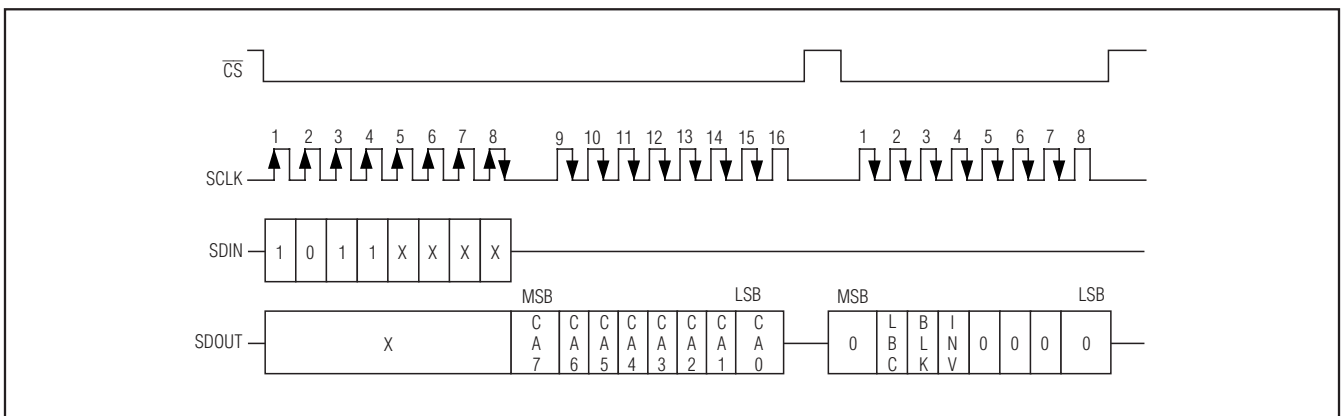 CS
1 2 3 4 5 6 7 8 9 10 11 12 13 14 15 16 1 2 3 4 5 6 7 8
SCLK
SDIN 1 0 1 1 X X X X
MSB LSB MSB LSB
SDOUT X CA7 CA6 CA5 CA4 CA3 CA2 CA1 CA0 0 LBC BLK INV 0 0 0 0